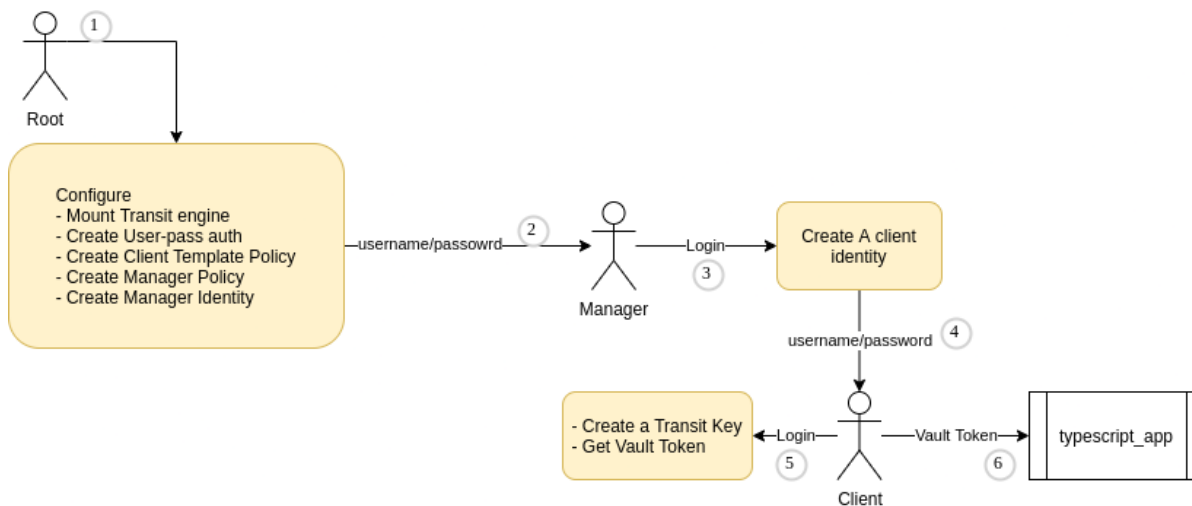 1
Root
Configure
- Mount Transit engine
- Create User-pass auth
- Create Client Template Policy
- Create Manager Policy
- Create Manager Identity
username/passowrd
2
Manager
Login
3
Create A client
identity
username/password
4
- Create a Transit Key
- Get Vault Token
Login
5
Client
Vault Token
6
typescript_app